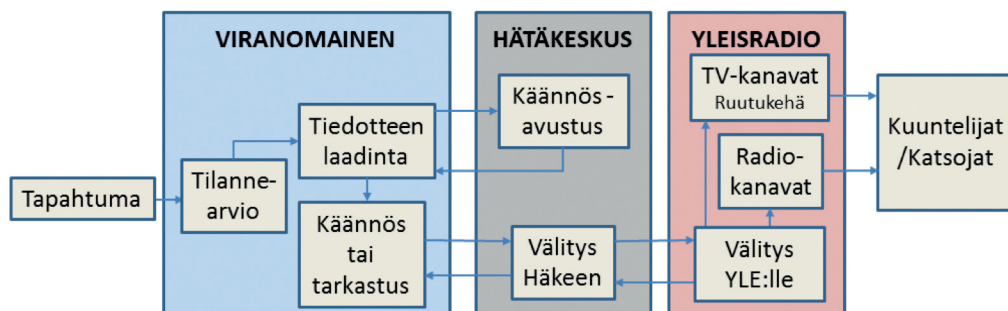 VIRANOMAINEN
HÄTÄKESKUS
YLEISRADIO
Tapahtuma
Tilanne-
arvio
Tiedotteen
laadinta
Käännös
tai
tarkastus
Käännös -
avustus
Välitys
Häkeen
TV-kanavat
Ruutukehä
Radio-
kanavat
Välitys
YLE:lle
Kuuntelijat
/Katsojat